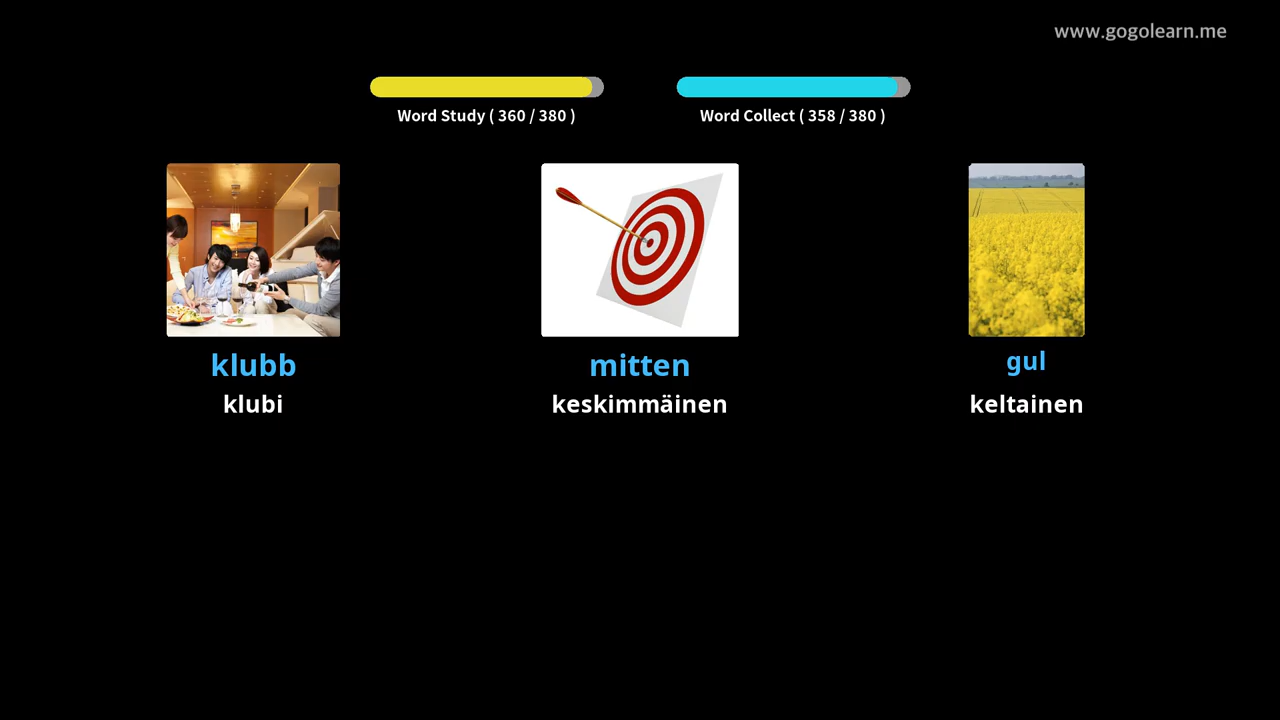 www.gogolearn.me
Word Study ( 360 / 380 )
Word Collect ( 358 / 380 )
klubb
mitten
gul
klubi
keskimmäinen
keltainen